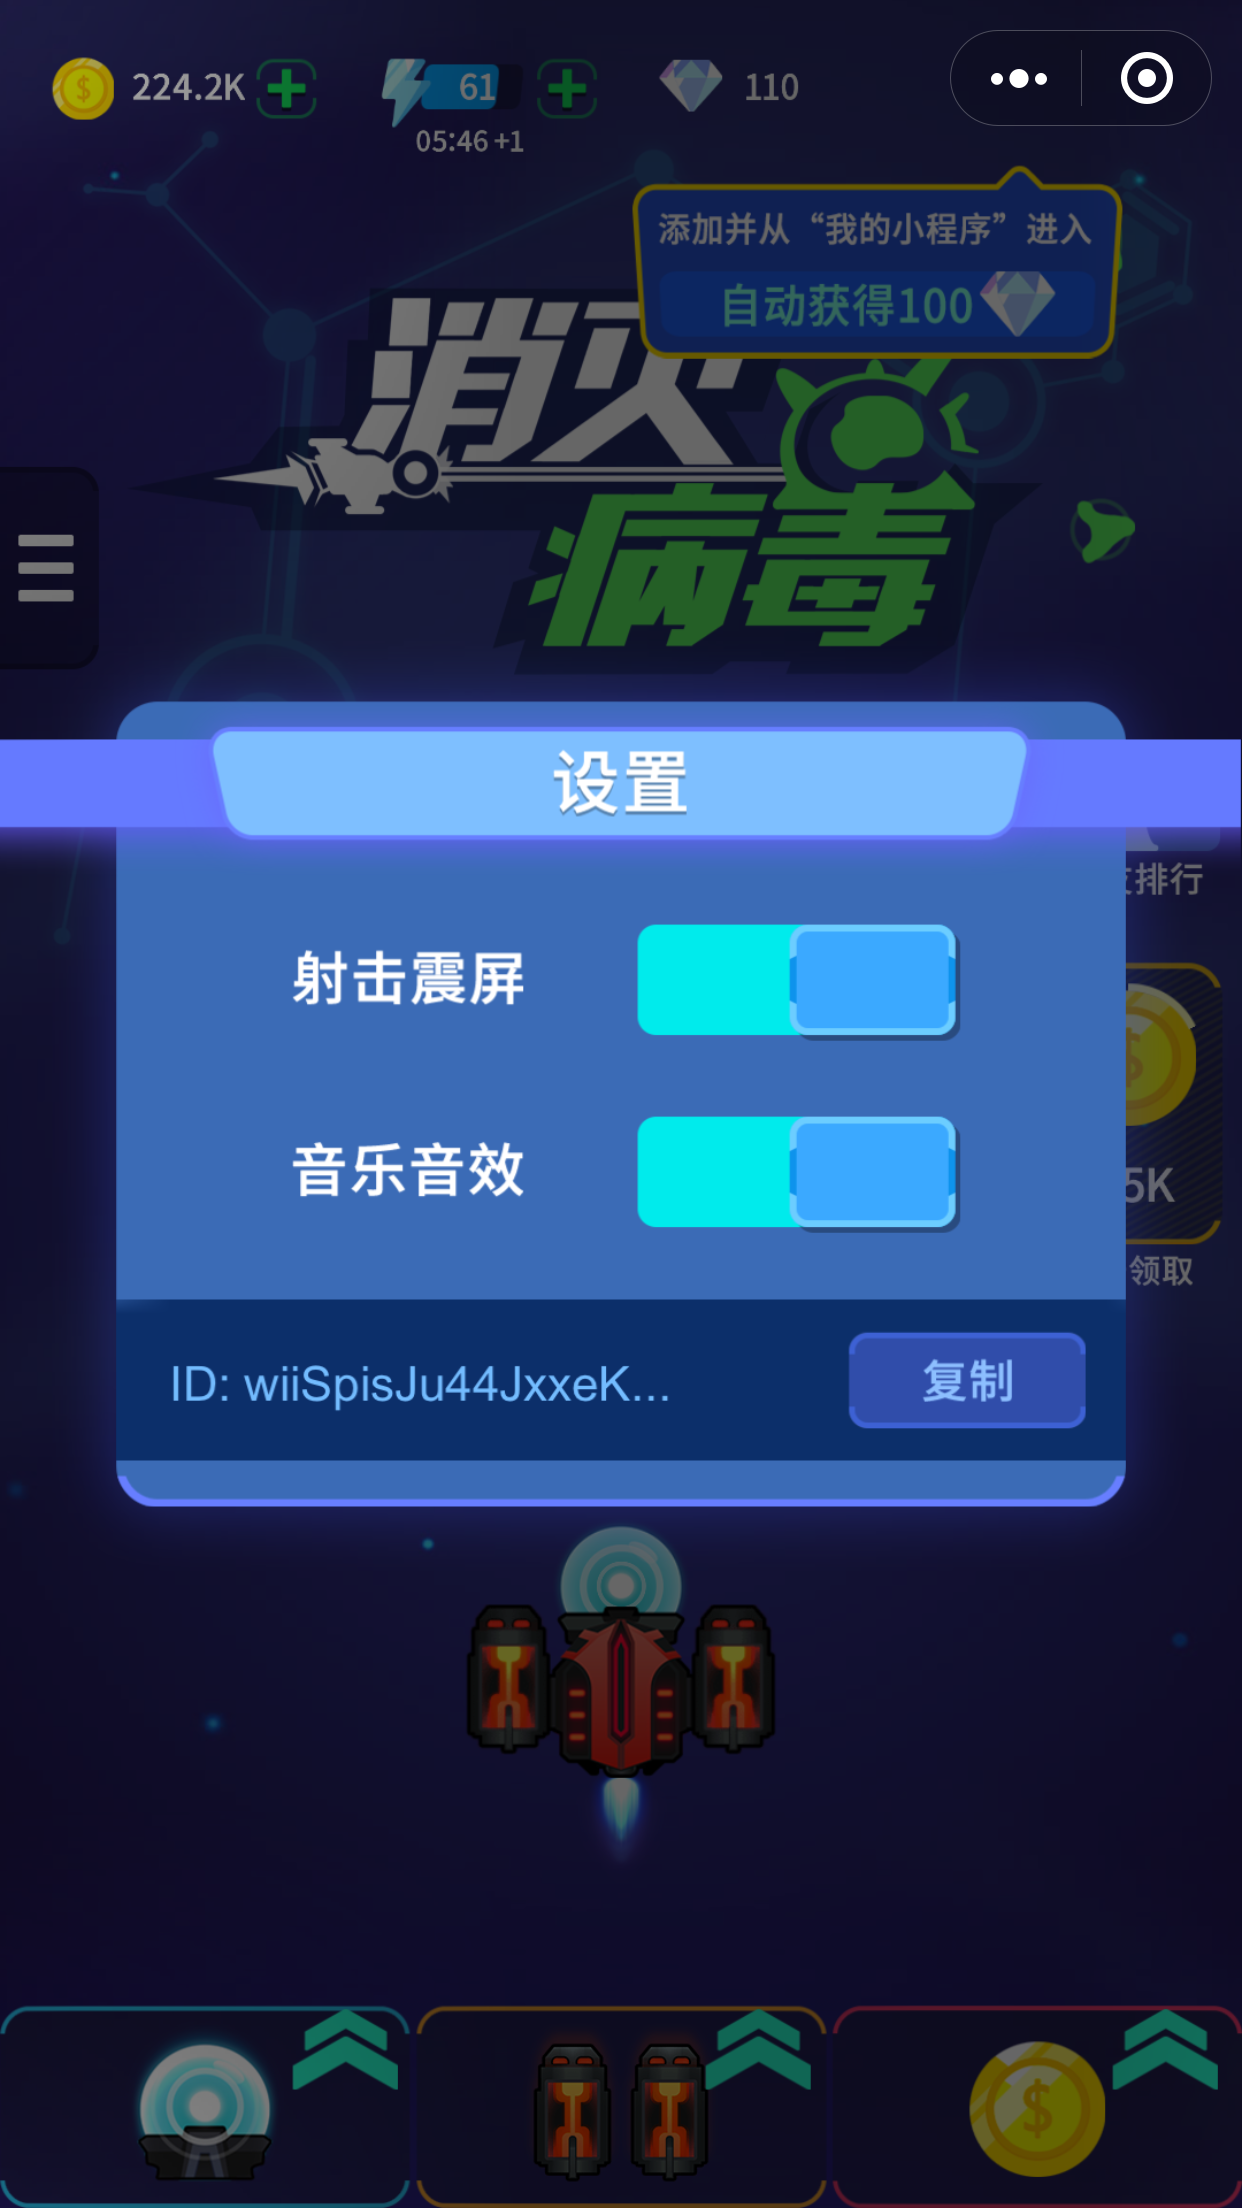 224.2K
61
110
05:46 +1
添加并从“我的小程序”进入
自动获得100
消灭
病毒
设置
排行
射击震屏
音乐音效
5K
领取
ID: wiiSpisJu44JxxeK...
复制